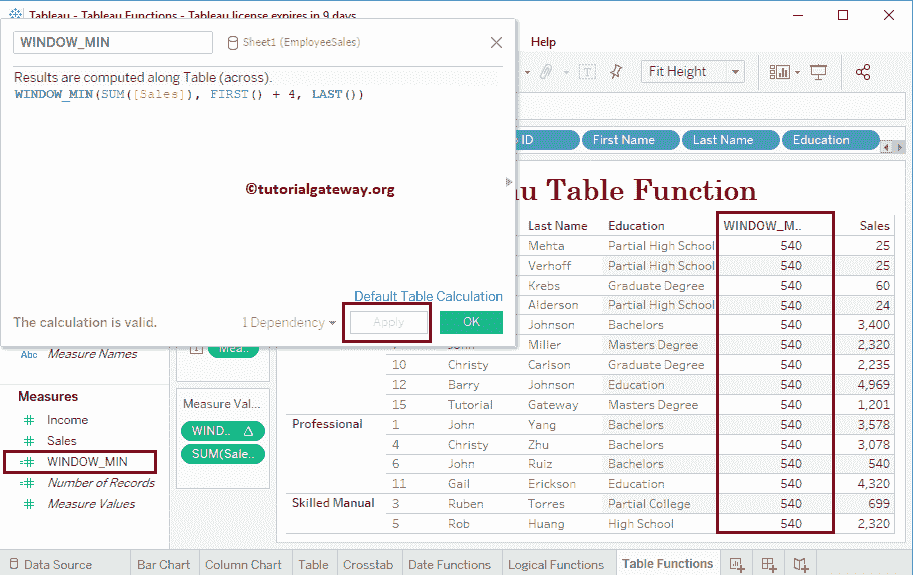 Tableau - Tableau Functions - Tableau license expires in 9 days
WINDOW_MIN
Sheet1 (EmployeeSales)
Help
Results are computed along Table (across).
WINDOW_MIN(SUM([Sales]), FIRST() + 4, LAST())
Fit Height
ID First Name Last Name Education
©tutorialgateway.org
Table Function
Last Name Education WINDOW_M.. Sales
Mehta Partial High School 540 25
Verhoff Partial High School 540 25
Krebs Graduate Degree 540 60
Alderson Partial High School 540 24
Johnson Bachelors 540 3,400
Miller Masters Degree 540 2,320
10 Christy Carlson Graduate Degree 540 2,235
12 Barry Johnson Education 540 4,969
15 Tutorial Gateway Masters Degree 540 1,201
Professional 1 John Yang Bachelors 540 3,578
4 Christy Zhu Bachelors 540 3,078
6 John Ruiz Bachelors 540 540
11 Gail Erickson Education 540 4,320
Skilled Manual 3 Ruben Torres Partial College 540 699
5 Rob Huang High School 540 2,320
Default Table Calculation
The calculation is valid.
1 Dependency
Apply
OK
Abc Measure Names
Measures
Income
Sales
WINDOW_MIN
Number of Records
Measure Values
Measure Val...
WIND..
SUM(Sale..
Data Source Bar Chart Column Chart Table Crosstab Date Functions Logical Functions Table Functions